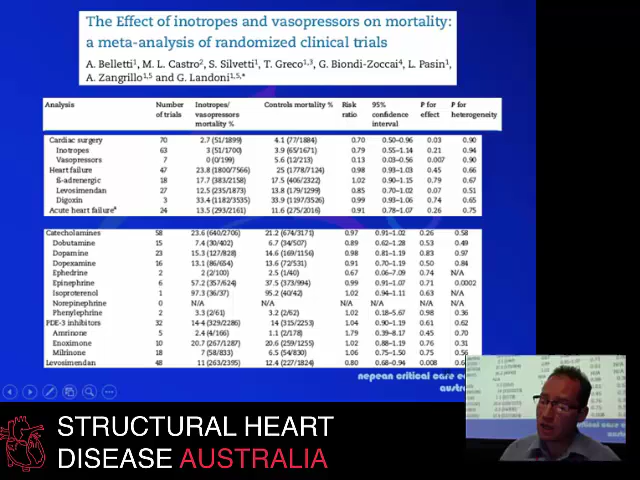 The Effect of inotropes and vasopressors on mortality:
a meta-analysis of randomized clinical trials
A. Belletti¹, M. L. Castro², S. Silvetti¹, T. Greco¹,³, G. Biondi-Zoccai⁴, L. Pasin¹,
A. Zangrillo¹,⁵ and G. Landoni¹,⁵,*
Analysis Number of trials Inotropes/ vasopressors mortality % Controls mortality % Risk ratio 95% confidence interval P for effect P for heterogeneity
Cardiac surgery 70 2.7 (51/1899) 4.1 (77/1884) 0.70 0.50–0.96 0.03 0.90
Inotropes 63 3 (51/1700) 3.9 (65/1671) 0.79 0.55–1.14 0.21 0.94
Vasopressors 7 0 (0/199) 5.6 (12/213) 0.13 0.03–0.56 0.007 0.90
Heart failure 47 23.8 (1800/7566) 25 (1778/7124) 0.98 0.93–1.03 0.45 0.66
ß-adrenergic 18 17.7 (383/2158) 17.5 (406/2322) 1.02 0.90–1.15 0.79 0.67
Levosimendan 27 12.5 (235/1873) 13.8 (179/1299) 0.85 0.70–1.02 0.07 0.51
Digoxin 3 33.4 (1182/3535) 33.9 (1197/3526) 0.99 0.93–1.06 0.74 0.65
Acute heart failureª 24 13.5 (293/2161) 11.6 (275/2016) 0.91 0.78–1.07 0.26 0.75
Catecholamines 58 23.6 (640/2706) 21.2 (674/3171) 0.97 0.91–1.02 0.26 0.58
Dobutamine 15 7.4 (30/402) 6.7 (34/507) 0.89 0.62–1.28 0.53 0.49
Dopamine 23 15.3 (127/828) 14.6 (169/1156) 0.98 0.81–1.19 0.83 0.97
Dopexamine 16 13.1 (86/654) 13.6 (72/531) 0.91 0.70–1.19 0.50 0.84
Ephedrine 2 2 (2/100) 2.5 (1/40) 0.67 0.06–7.09 0.74 N/A
Epinephrine 6 57.2 (357/624) 37.5 (373/994) 0.99 0.91–1.07 0.71 0.0002
Isoproterenol 1 97.3 (36/37) 95.2 (40/42) 1.02 0.94–1.11 0.63 N/A
Norepinephrine 0 N/A N/A N/A N/A N/A N/A
Phenylephrine 2 3.3 (2/61) 3.2 (2/62) 1.02 0.18–5.67 0.98 0.36
PDE-3 inhibitors 32 14.4 (329/2286) 14 (315/2253) 1.04 0.90–1.19 0.61 0.62
Amrinone 5 2.4 (4/166) 1.1 (2/178) 1.79 0.39–8.17 0.45 0.70
Enoximone 10 20.7 (267/1287) 20.6 (259/1255) 1.02 0.88–1.19 0.76 0.31
Milrinone 18 7 (58/833) 6.5 (54/830) 1.06 0.75–1.50 0.75 0.56
Levosimendan 48 11 (263/2395) 12.4 (227/1824) 0.80 0.68–0.94 0.008
nepean critical care
STRUCTURAL HEART
DISEASE AUSTRALIA